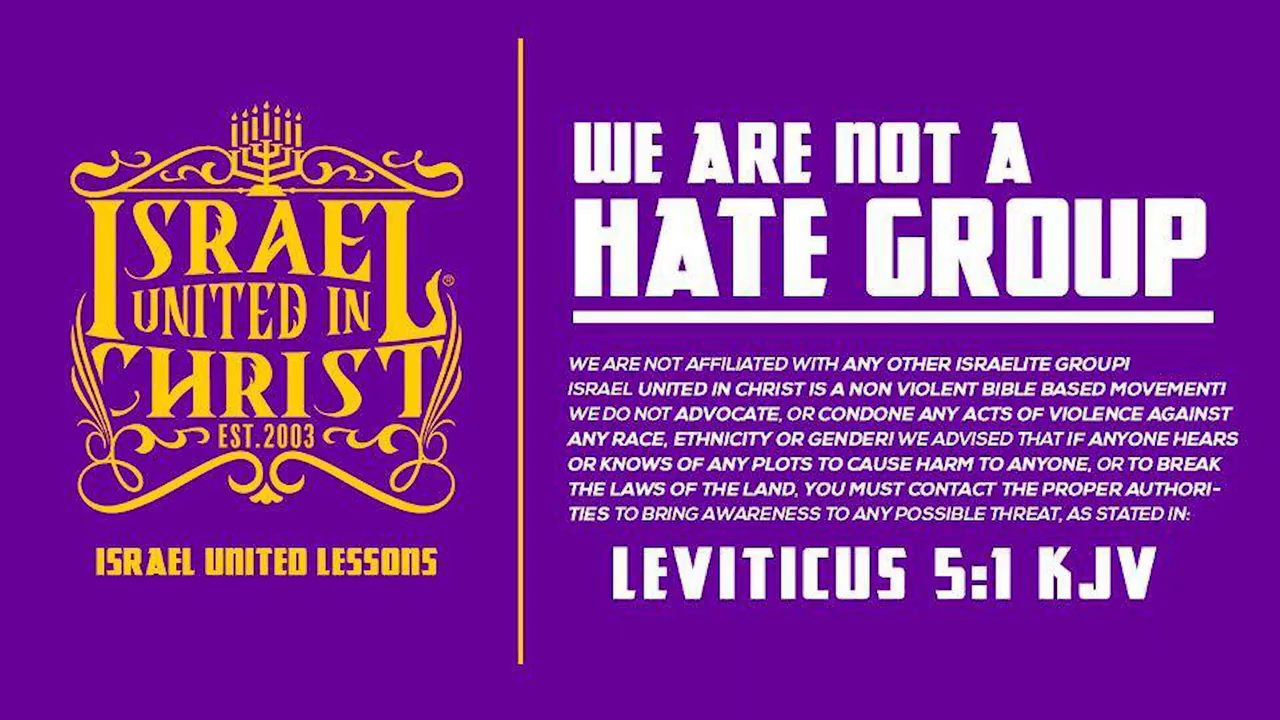 ISRAEL
UNITED IN
CHRIST
EST.2003
®
ISRAEL UNITED LESSONS
WE ARE NOT A
HATE GROUP
WE ARE NOT AFFILIATED WITH ANY OTHER ISRAELITE GROUP!
ISRAEL UNITED IN CHRIST IS A NON VIOLENT BIBLE BASED MOVEMENT!
WE DO NOT ADVOCATE, OR CONDONE ANY ACTS OF VIOLENCE AGAINST
ANY RACE, ETHNICITY OR GENDER! WE ADVISED THAT IF ANYONE HEARS
OR KNOWS OF ANY PLOTS TO CAUSE HARM TO ANYONE, OR TO BREAK
THE LAWS OF THE LAND, YOU MUST CONTACT THE PROPER AUTHORI-
TIES TO BRING AWARENESS TO ANY POSSIBLE THREAT, AS STATED IN:
LEVITICUS 5:1 KJV